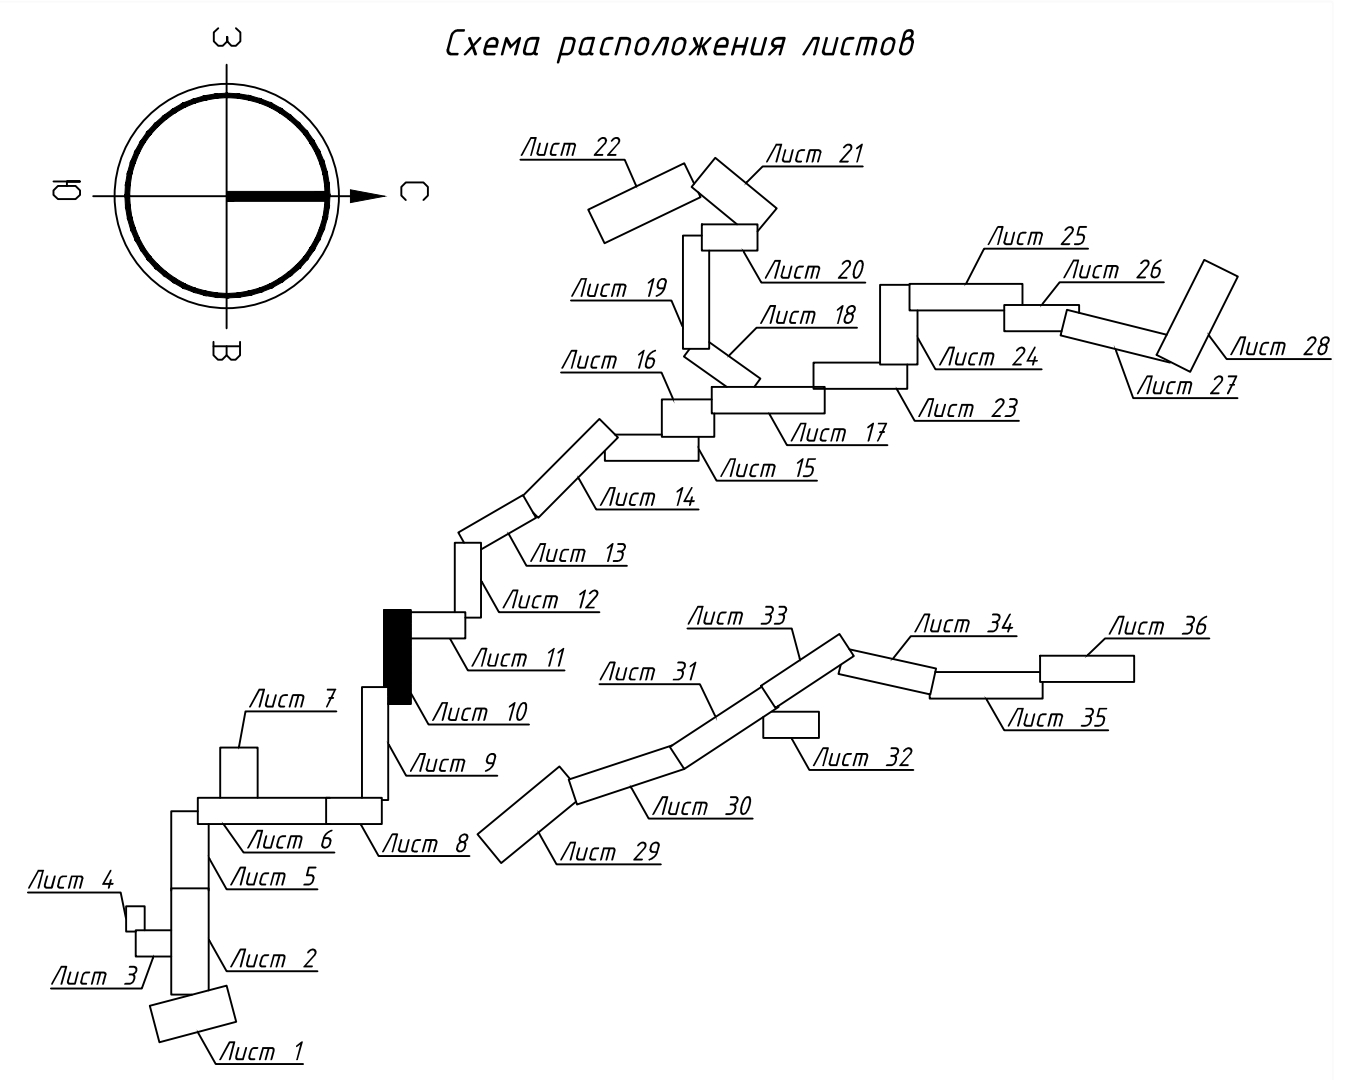 Схема расположения листов
З
Ю
С
В
Лист 22
Лист 21
Лист 25
Лист 20
Лист 26
Лист 19
Лист 18
Лист 28
Лист 16
Лист 24
Лист 27
Лист 23
Лист 17
Лист 15
Лист 14
Лист 13
Лист 12
Лист 33
Лист 34
Лист 36
Лист 11
Лист 31
Лист 7
Лист 10
Лист 35
Лист 9
Лист 32
Лист 30
Лист 6
Лист 8
Лист 29
Лист 5
Лист 4
Лист 2
Лист 3
Лист 1